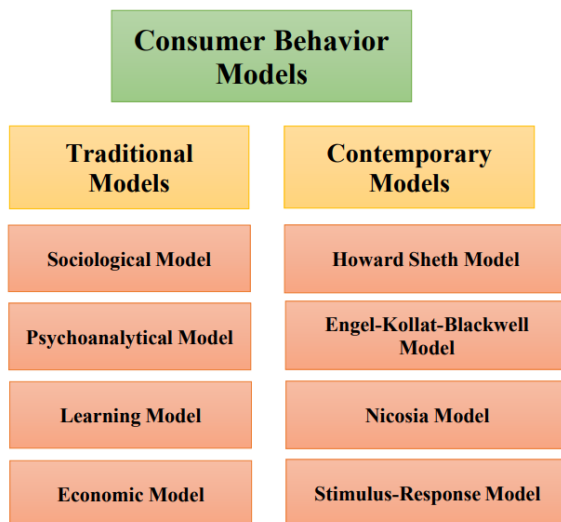 Consumer Behavior
Models
Traditional
Models
Contemporary
Models
Sociological Model
Howard Sheth Model
Psychoanalytical Model
Engel-Kollat-Blackwell
Model
Learning Model
Nicosia Model
Economic Model
Stimulus-Response Model